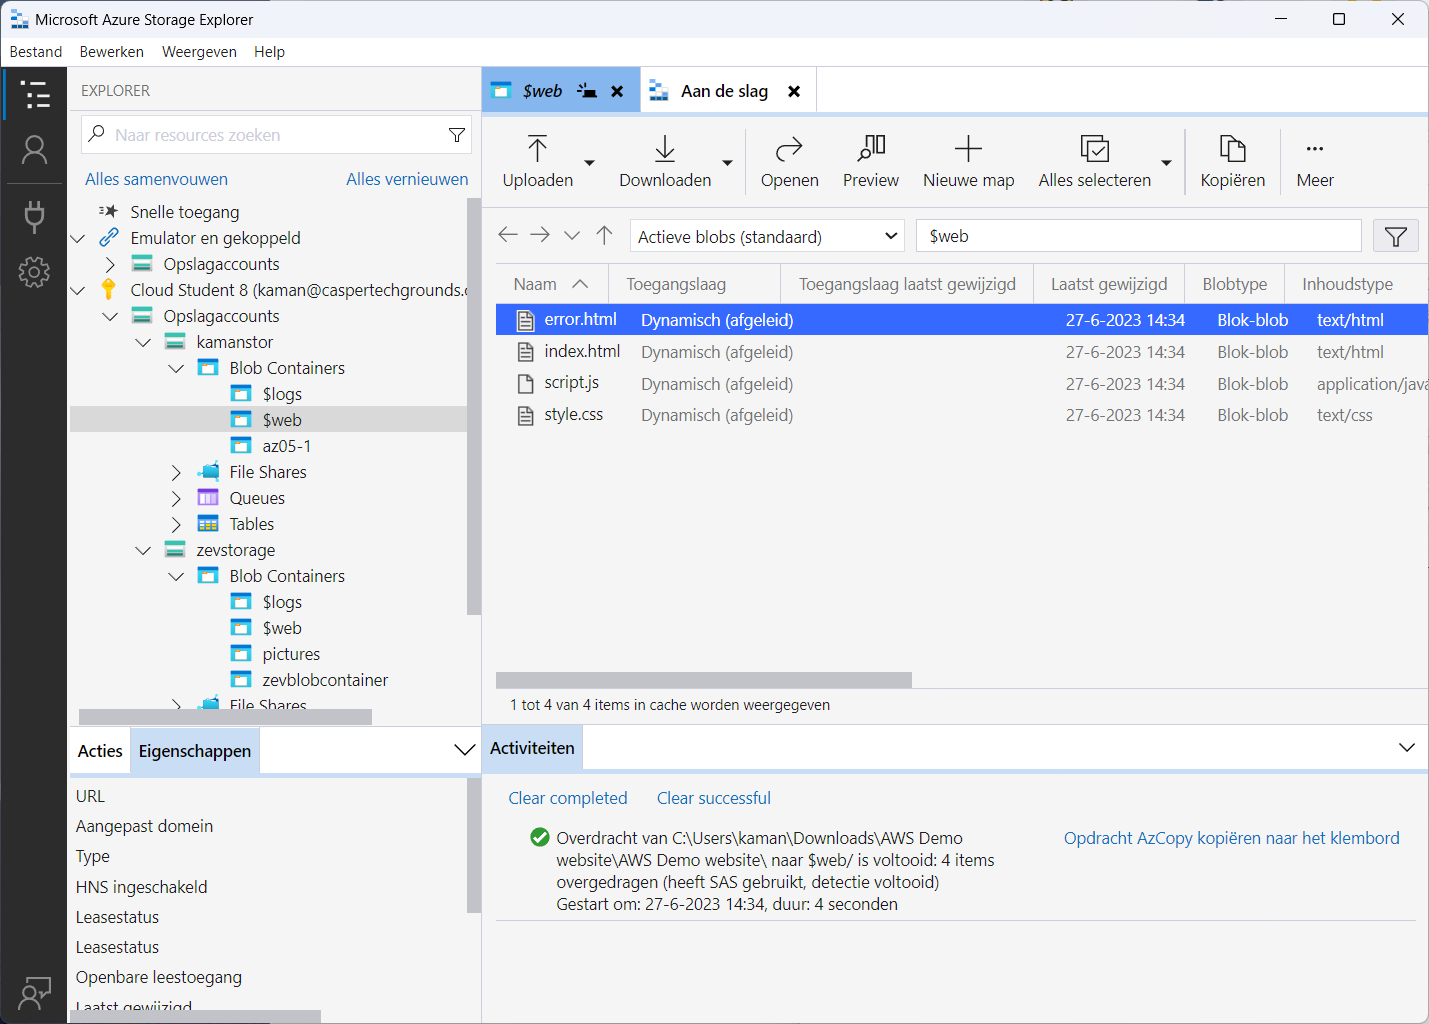 Microsoft Azure Storage Explorer
Bestand Bewerken Weergeven Help
EXPLORER
Naar resources zoeken
Alles samenvouwen Alles vernieuwen
Snelle toegang
Emulator en gekoppeld
Opslagaccounts
Cloud Student 8 (kaman@caspertechgrounds.
Opslagaccounts
kamanstor
Blob Containers
$logs
$web
az05-1
File Shares
Queues
Tables
zevstorage
Blob Containers
$logs
$web
pictures
zevblobcontainer
File Shares
Acties Eigenschappen
URL
Aangepast domein
Type
HNS ingeschakeld
Leasestatus
Leasestatus
Openbare leestoegang
Laatst gewijzigd
$web Aan de slag
Uploaden Downloaden Openen Preview Nieuwe map Alles selecteren Kopiëren Meer
Actieve blobs (standaard) $web
Naam Toegangslaag Toegangslaag laatst gewijzigd Laatst gewijzigd Blobtype Inhoudstype
error.html Dynamisch (afgeleid) 27-6-2023 14:34 Blok-blob text/html
index.html Dynamisch (afgeleid) 27-6-2023 14:34 Blok-blob text/html
script.js Dynamisch (afgeleid) 27-6-2023 14:34 Blok-blob application/java
style.css Dynamisch (afgeleid) 27-6-2023 14:34 Blok-blob text/css
1 tot 4 van 4 items in cache worden weergegeven
Activiteiten
Clear completed Clear successful
Overdracht van C:\Users\kaman\Downloads\AWS Demo
website\AWS Demo website\ naar $web/ is voltooid: 4 items
overgedragen (heeft SAS gebruikt, detectie voltooid)
Gestart om: 27-6-2023 14:34, duur: 4 seconden
Opdracht AzCopy kopiëren naar het klembord